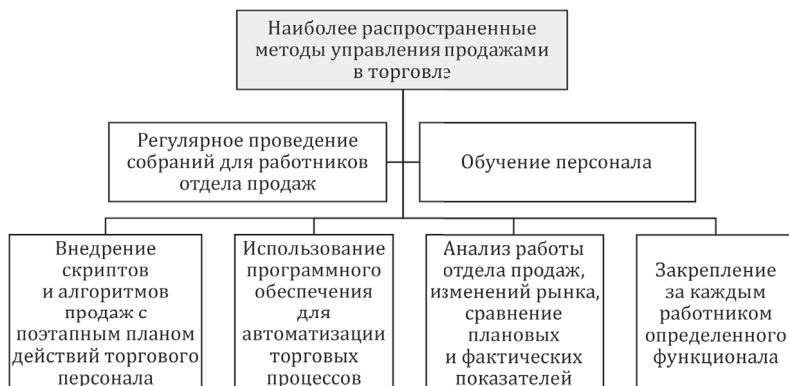 Наиболее распространенные
методы управления продажами
в торговле
Регулярное проведение
собраний для работников
отдела продаж
Обучение персонала
Внедрение
скриптов
и алгоритмов
продаж с
поэтапным планом
действий торгового
персонала
Использование
программного
обеспечения
для
автоматизации
торговых
процессов
Анализ работы
отдела продаж,
изменений рынка,
сравнение
плановых
и фактических
показателей
Закрепление
за каждым
работником
определенного
функционала